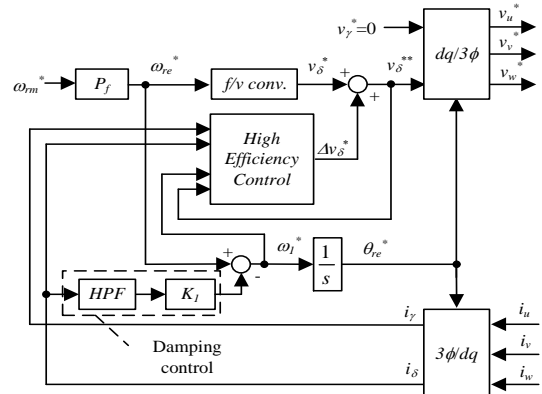 v_γ^*=0
v_u^*
v_v^*
v_w^*
dq/3ϕ
ω_rm^*
P_f
ω_re^*
f/v conv.
v_δ^*
+
+
v_δ^**
High
Efficiency
Control
Δv_δ^*
+
-
ω_1^*
1
s
θ_re^*
HPF
K_1
Damping
control
i_γ
i_δ
3ϕ/dq
i_u
i_v
i_w